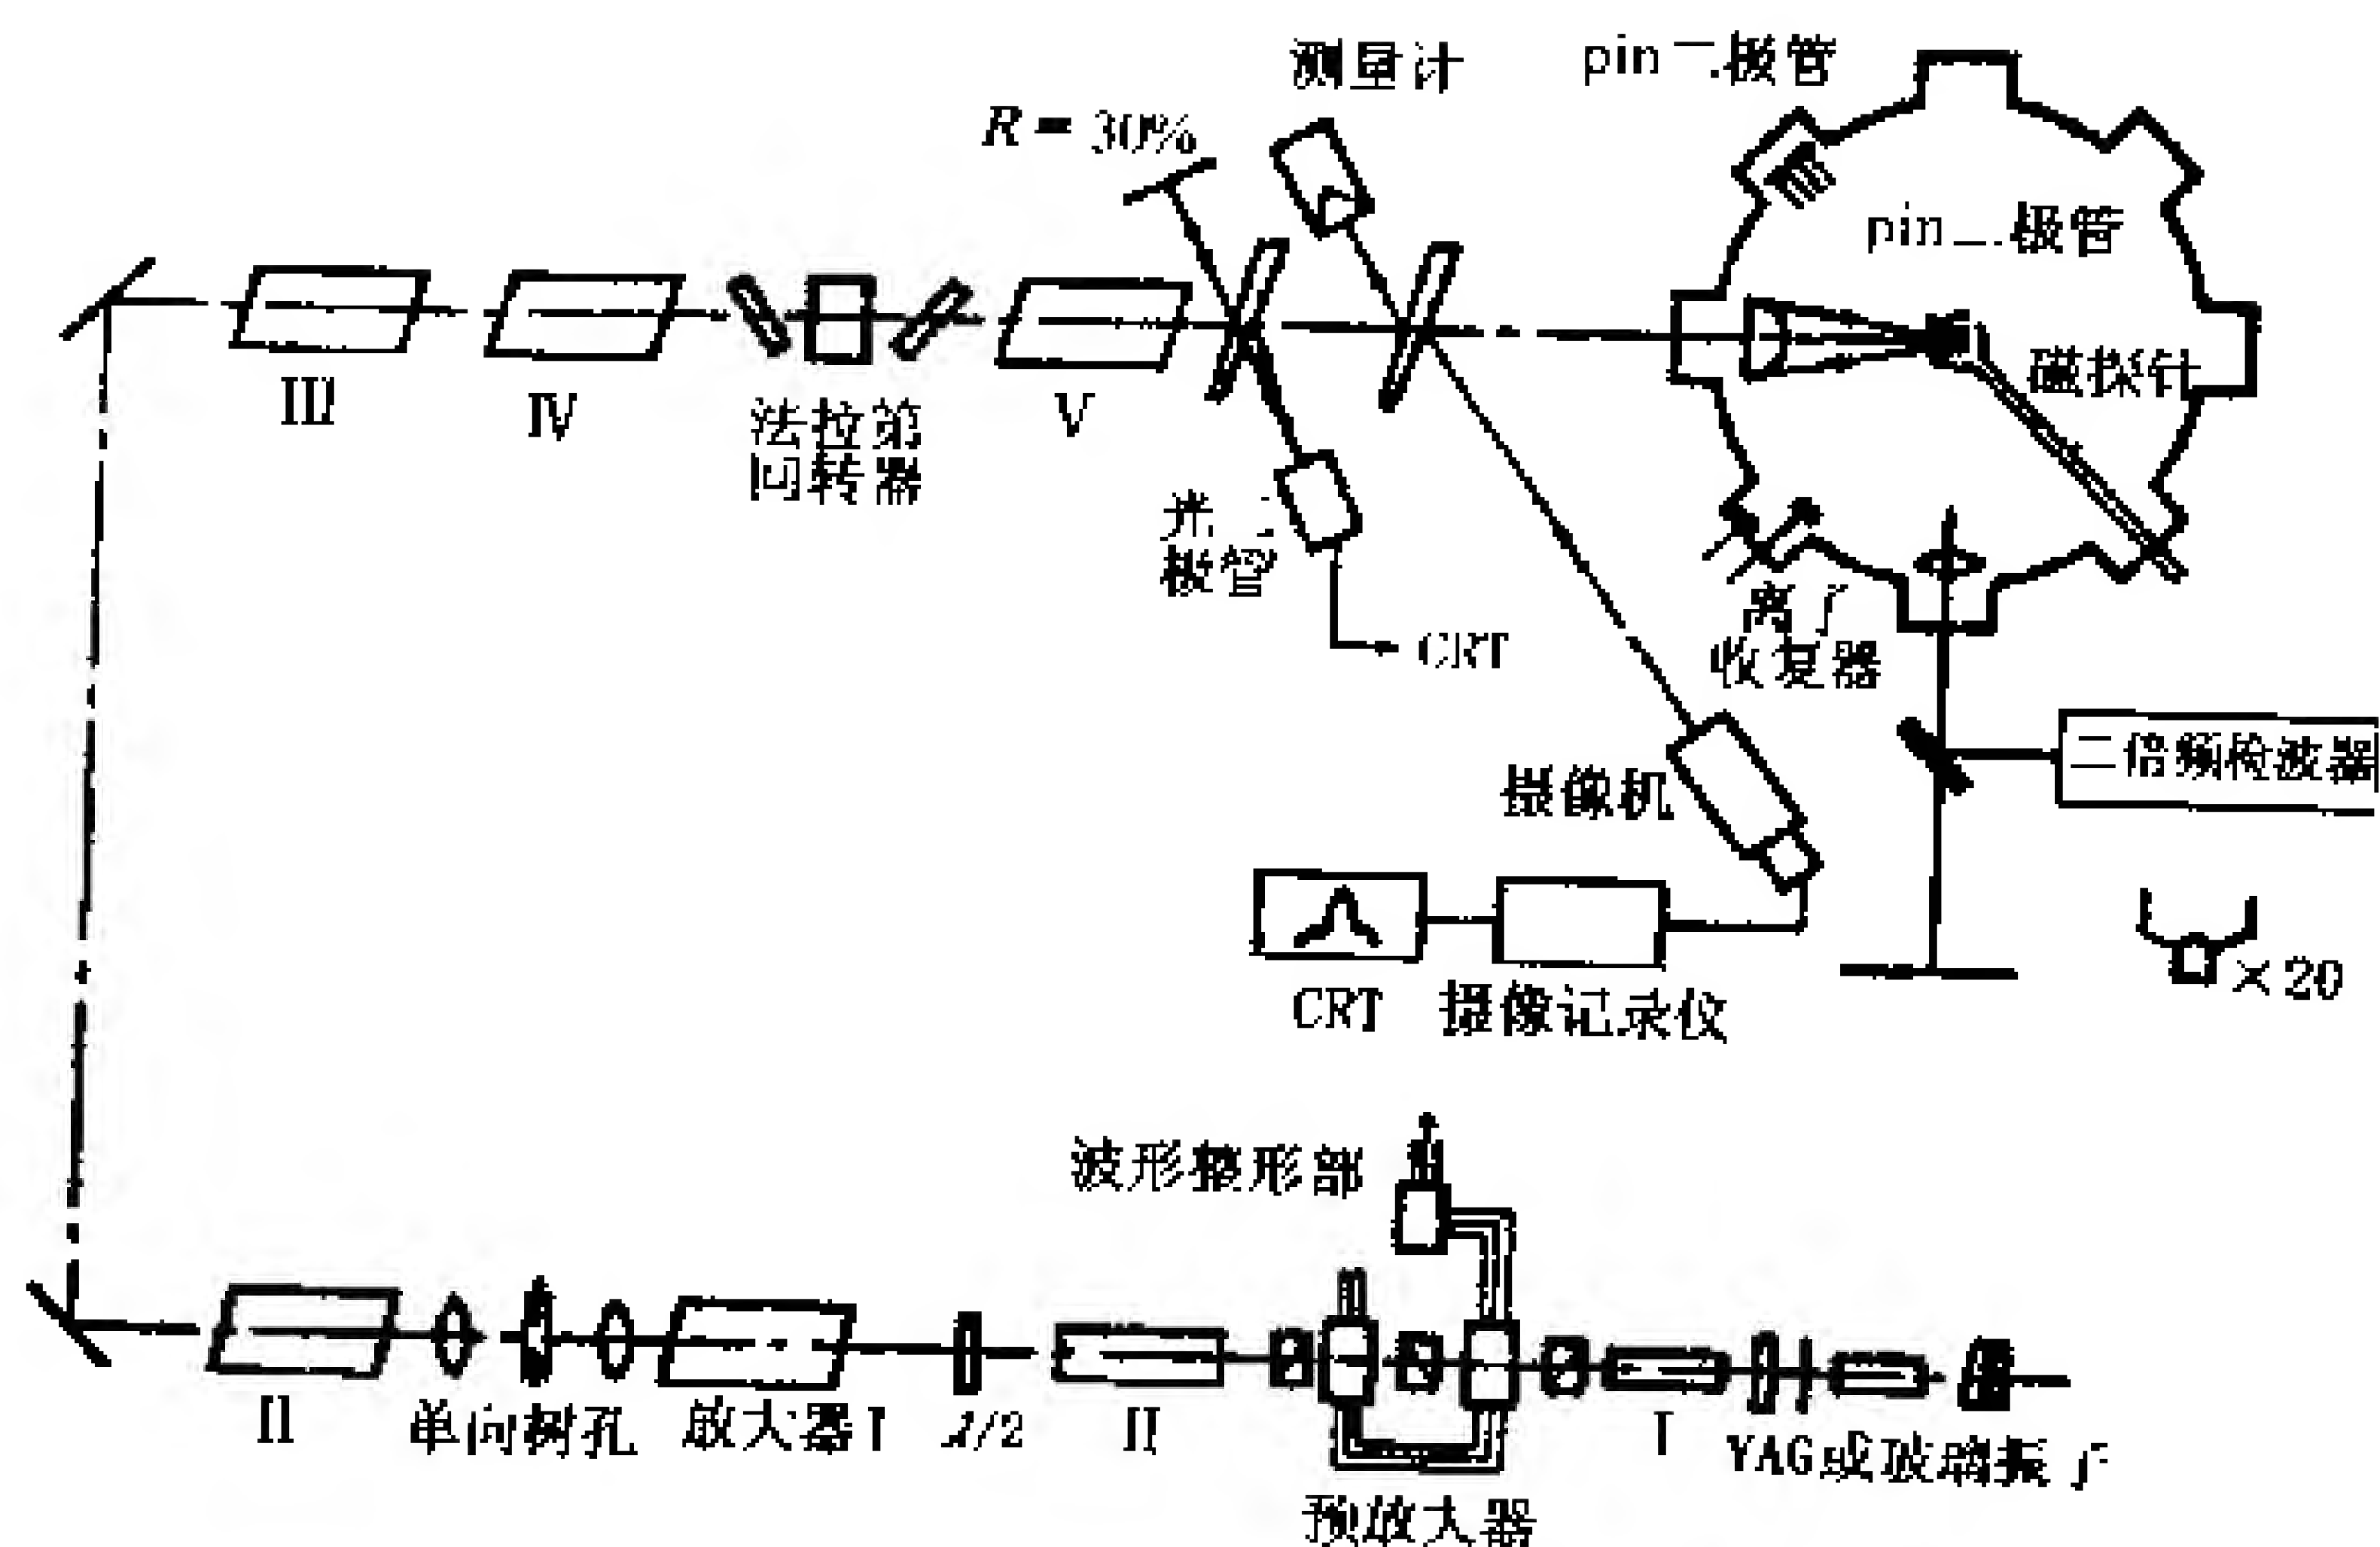 测量计
pin二极管
R = 30%
pin二极管
磁探针
III
IV
法拉第
回转器
V
光二
极管
CRT
离子
收复器
二倍频检波器
摄像机
CRT
摄像记录仪
×20
波形整形部
II
单向树孔
放大器I
λ/2
II
I
YAG或玻璃振子
预放大器